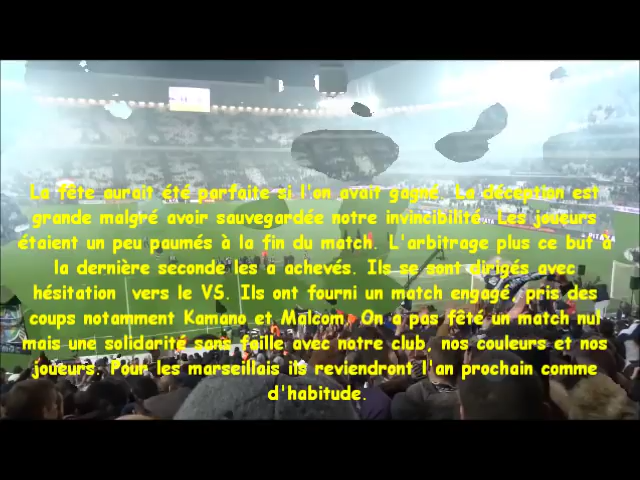 La fête aurait été parfaite si l'on avait gagné. La déception est
grande malgré avoir sauvegardée notre invincibilité. Les joueurs
étaient un peu paumés à la fin du match. L'arbitrage plus ce but à
la dernière seconde les a achevés. Ils se sont dirigés avec
hésitation vers le VS. Ils ont fourni un match engagé, pris des
coups notamment Kamano et Malcom. On a pas fêté un match nul
mais une solidarité sans faille avec notre club, nos couleurs et nos
joueurs. Pour les marseillais ils reviendront l'an prochain comme
d'habitude.